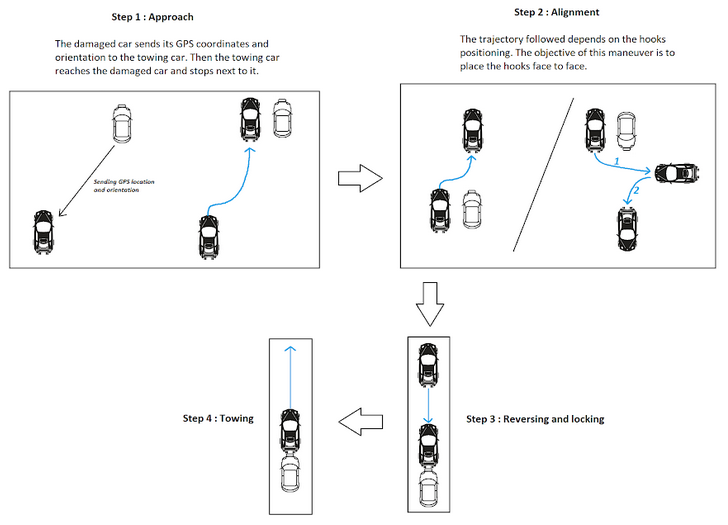 Step 1 : Approach
The damaged car sends its GPS coordinates and
orientation to the towing car. Then the towing car
reaches the damaged car and stops next to it.
Sending GPS location
and orientation
Step 2 : Alignment
The trajectory followed depends on the hooks
positioning. The objective of this maneuver is to
place the hooks face to face.
1
2
Step 3 : Reversing and locking
Step 4 : Towing